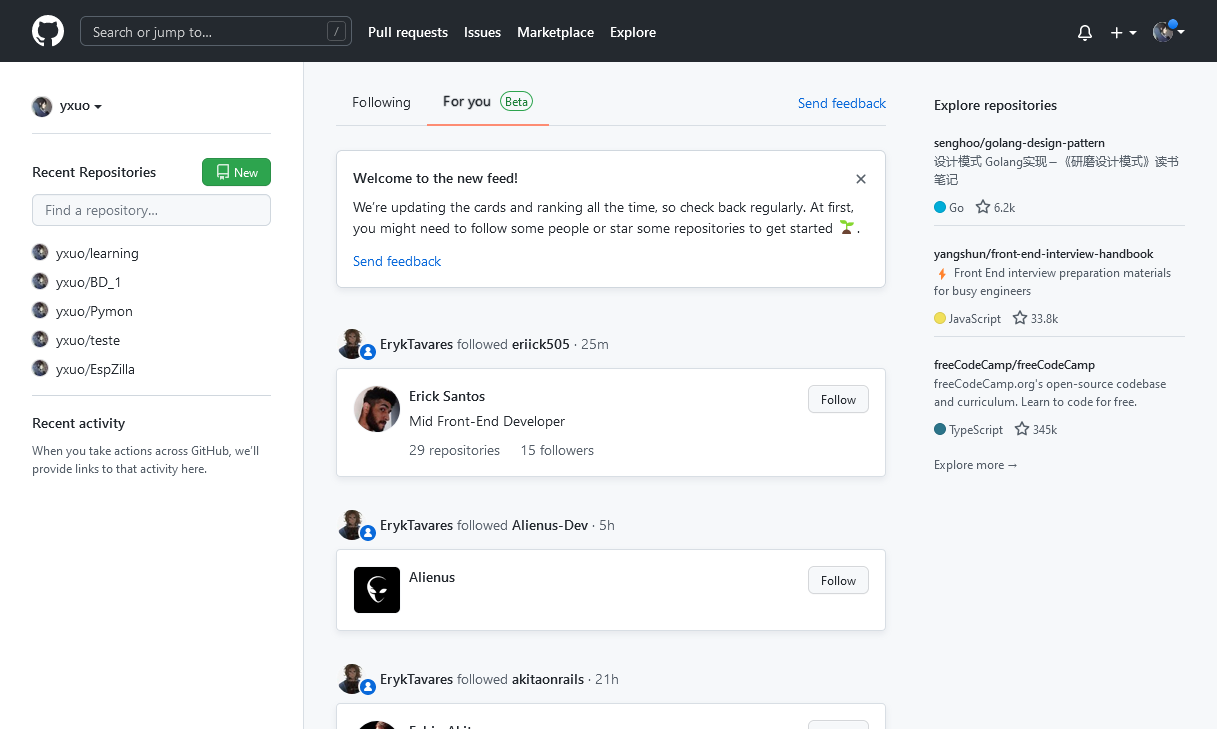 Search or jump to...
/
Pull requests
Issues
Marketplace
Explore
yxuo
Recent Repositories
New
Find a repository...
yxuo/learning
yxuo/BD_1
yxuo/Pymon
yxuo/teste
yxuo/EspZilla
Recent activity
When you take actions across GitHub, we'll
provide links to that activity here.
Following
For you
Beta
Send feedback
Welcome to the new feed!
We're updating the cards and ranking all the time, so check back regularly. At first,
you might need to follow some people or star some repositories to get started 🌱.
Send feedback
ErykTavares followed eriick505 · 25m
Erick Santos
Follow
Mid Front-End Developer
29 repositories 15 followers
ErykTavares followed Alienus-Dev · 5h
Alienus
Follow
ErykTavares followed akitaonrails · 21h
Explore repositories
senghoo/golang-design-pattern
设计模式 Golang实现－《研磨设计模式》读书
笔记
Go 6.2k
yangshun/front-end-interview-handbook
⚡ Front End interview preparation materials
for busy engineers
JavaScript 33.8k
freeCodeCamp/freeCodeCamp
freeCodeCamp.org's open-source codebase
and curriculum. Learn to code for free.
TypeScript 345k
Explore more →